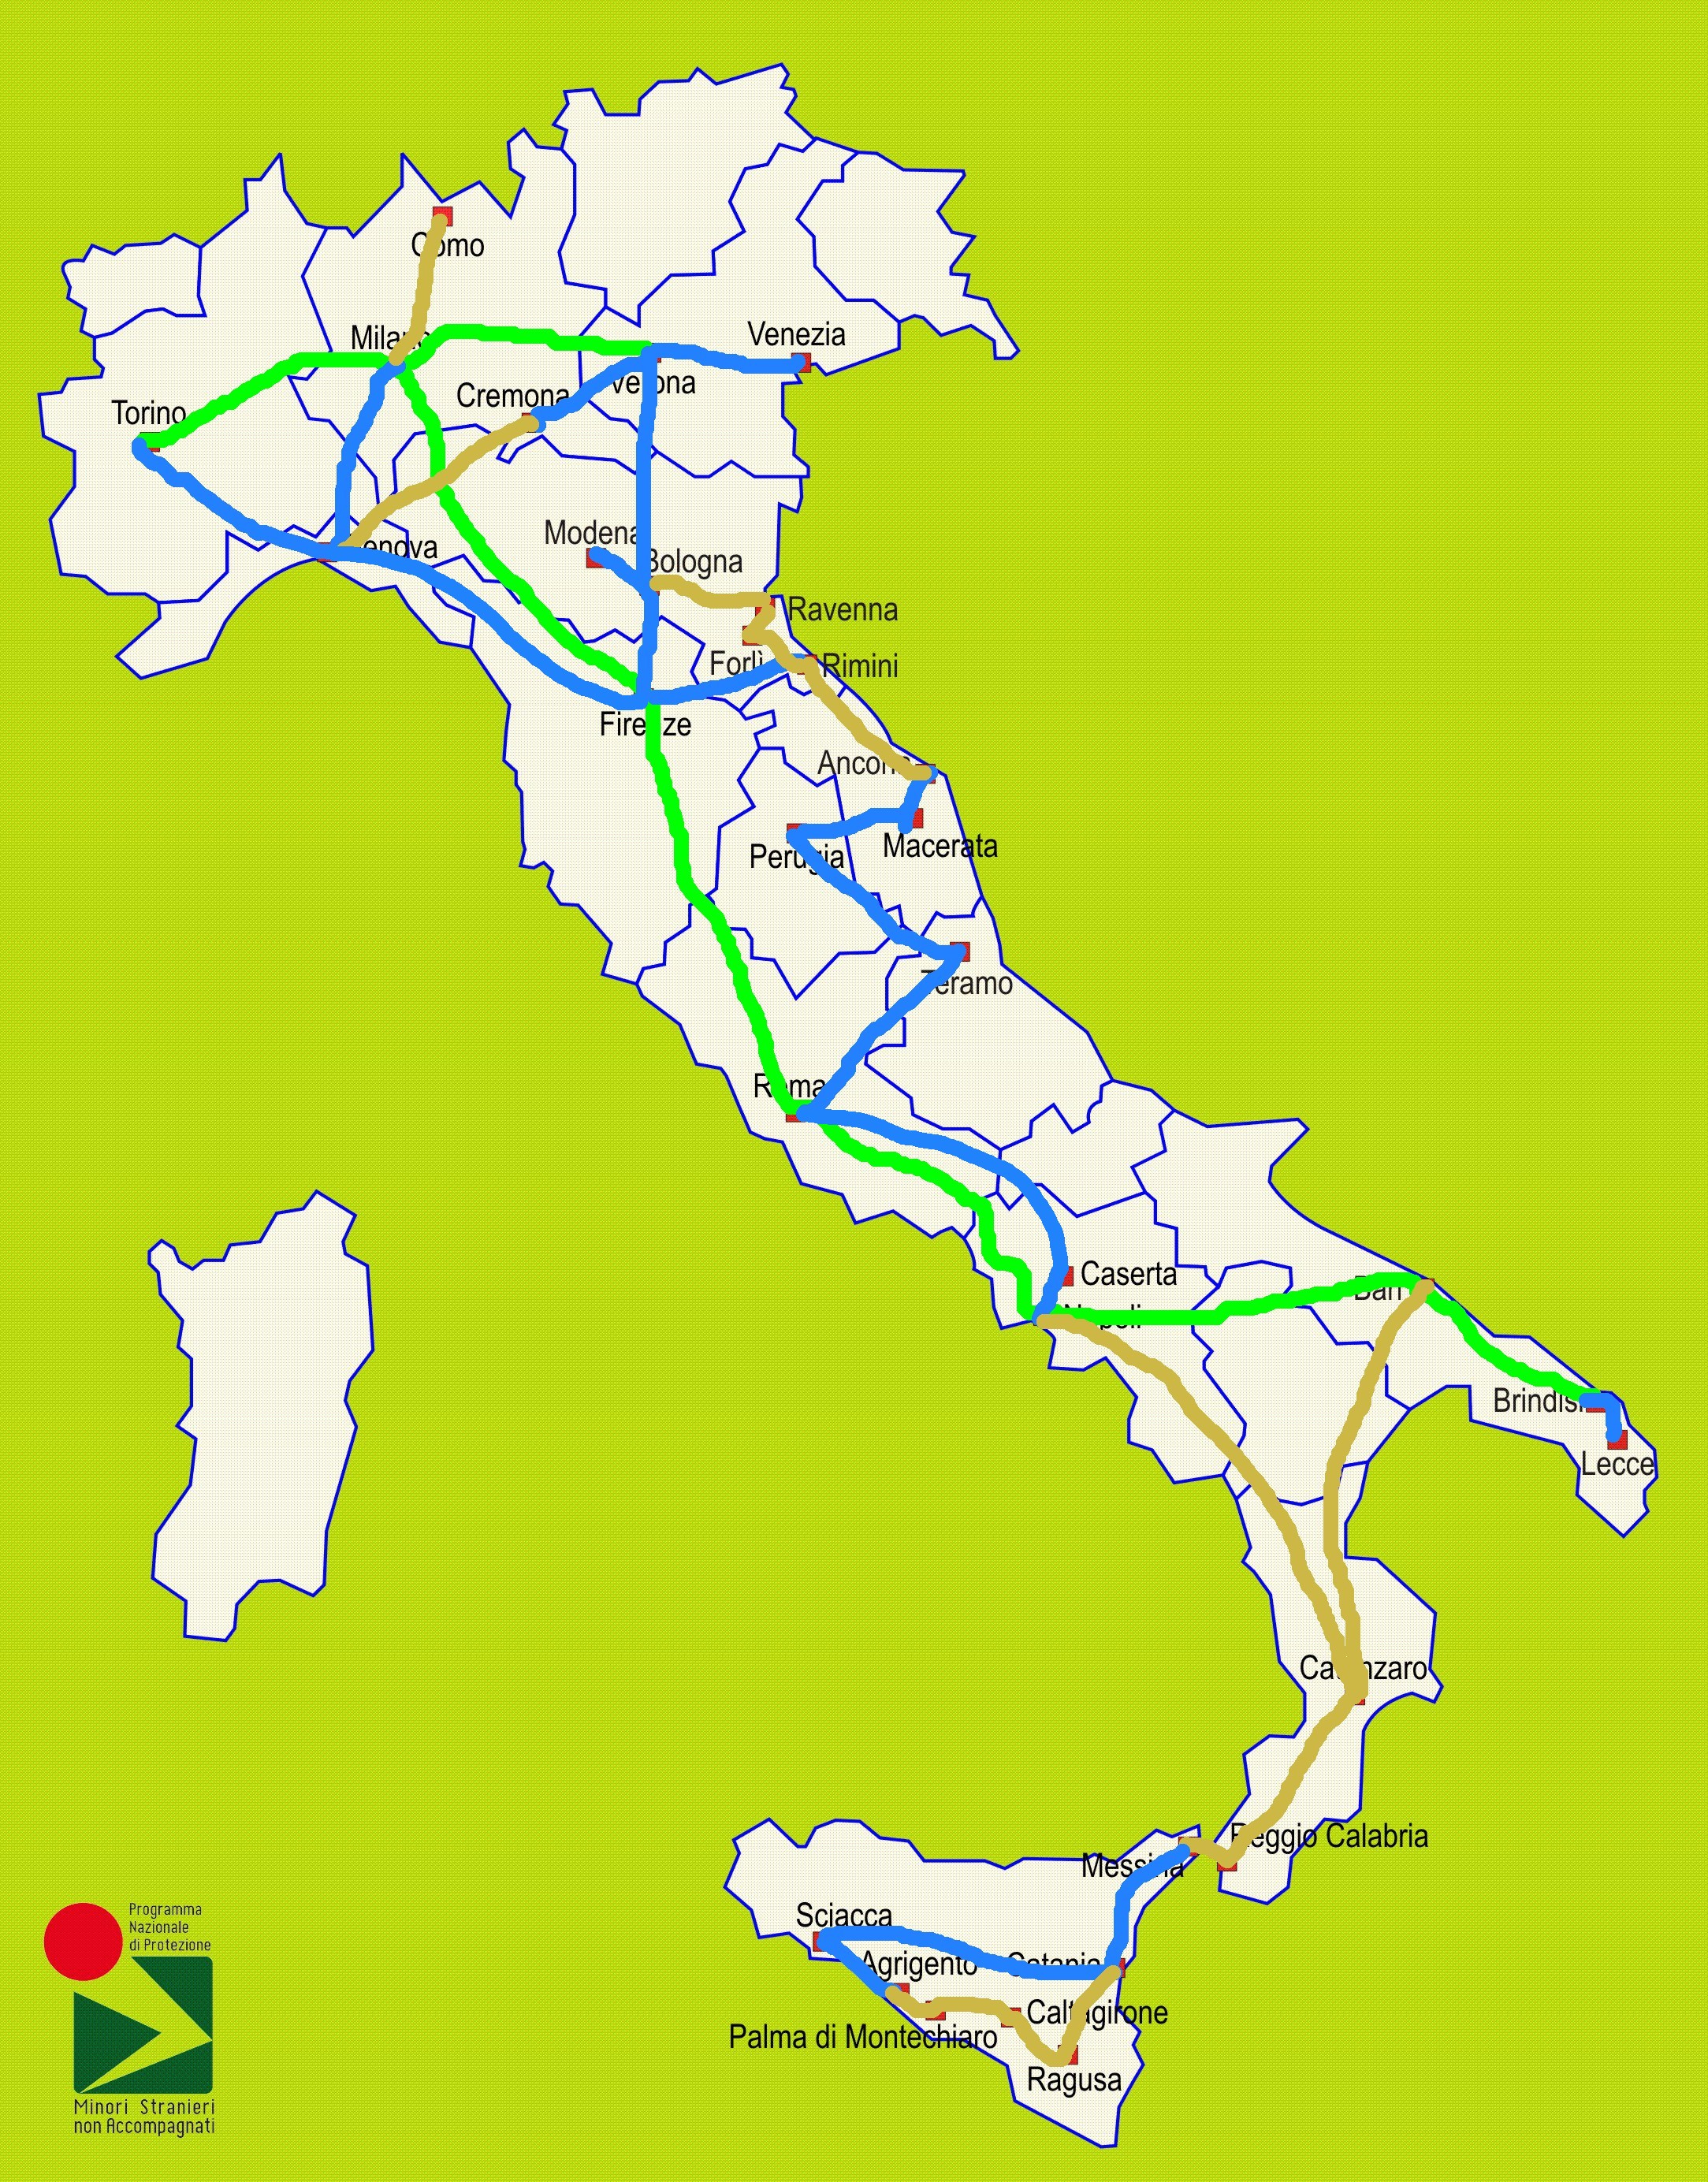 Como
Milano
Venezia
Verona
Cremona
Torino
Modena
Genova
Bologna
Ravenna
Forlì
Rimini
Firenze
Ancona
Macerata
Perugia
Teramo
Roma
Caserta
Napoli
Bari
Brindisi
Lecce
Catanzaro
Reggio Calabria
Messina
Sciacca
Agrigento
Catania
Caltagirone
Palma di Montechiaro
Ragusa
Programma
Nazionale
di Protezione
Minori Stranieri
non Accompagnati